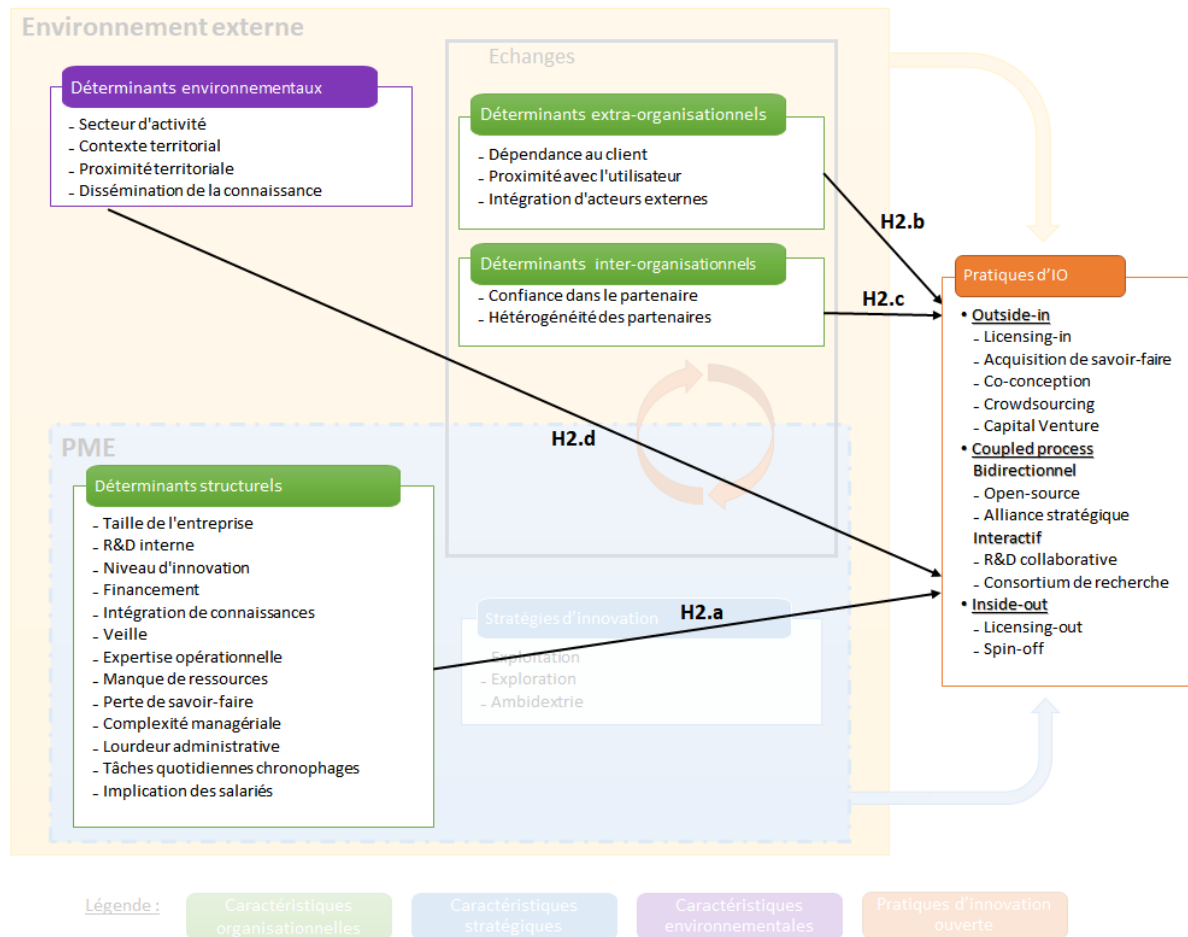 Environnement externe
Echanges
Déterminants environnementaux
- Secteur d'activité
- Contexte territorial
- Proximité territoriale
- Dissémination de la connaissance
Déterminants extra-organisationnels
- Dépendance au client
- Proximité avec l'utilisateur
- Intégration d'acteurs externes
H2.b
Déterminants inter-organisationnels
- Confiance dans le partenaire
- Hétérogénéité des partenaires
H2.c
Pratiques d'IO
• Outside-in
- Licensing-in
- Acquisition de savoir-faire
- Co-conception
- Crowdsourcing
- Capital Venture
• Coupled process
Bidirectionnel
- Open-source
- Alliance stratégique
Interactif
- R&D collaborative
- Consortium de recherche
• Inside-out
- Licensing-out
- Spin-off
H2.d
PME
Déterminants structurels
- Taille de l'entreprise
- R&D interne
- Niveau d'innovation
- Financement
- Intégration de connaissances
- Veille
- Expertise opérationnelle
- Manque de ressources
- Perte de savoir-faire
- Complexité managériale
- Lourdeur administrative
- Tâches quotidiennes chronophages
- Implication des salariés
H2.a
Stratégies d'innovation
- Exploitation
- Exploration
- Ambidextrie
Légende :
Caractéristiques
organisationnelles
Caractéristiques
stratégiques
Caractéristiques
environnementales
Pratiques d'innovation
ouverte